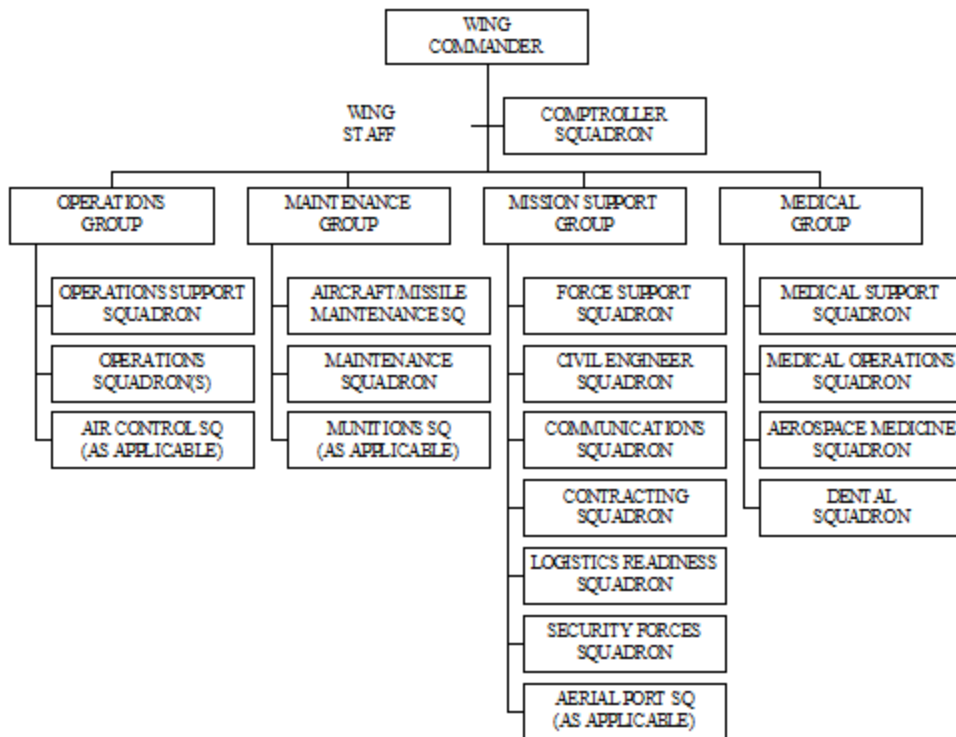 WING
COMMANDER
WING
STAFF
COMPTROLLER
SQUADRON
OPERATIONS
GROUP
MAINTENANCE
GROUP
MISSION SUPPORT
GROUP
MEDICAL
GROUP
OPERATIONS SUPPORT
SQUADRON
OPERATIONS
SQUADRON(S)
AIR CONTROL SQ
(AS APPLICABLE)
AIRCRAFT/MISSILE
MAINTENANCE SQ
MAINTENANCE
SQUADRON
MUNITIONS SQ
(AS APPLICABLE)
FORCE SUPPORT
SQUADRON
CIVIL ENGINEER
SQUADRON
COMMUNICATIONS
SQUADRON
CONTRACTING
SQUADRON
LOGISTICS READINESS
SQUADRON
SECURITY FORCES
SQUADRON
AERIAL PORT SQ
(AS APPLICABLE)
MEDICAL SUPPORT
SQUADRON
MEDICAL OPERATIONS
SQUADRON
AEROSPACE MEDICINE
SQUADRON
DENTAL
SQUADRON